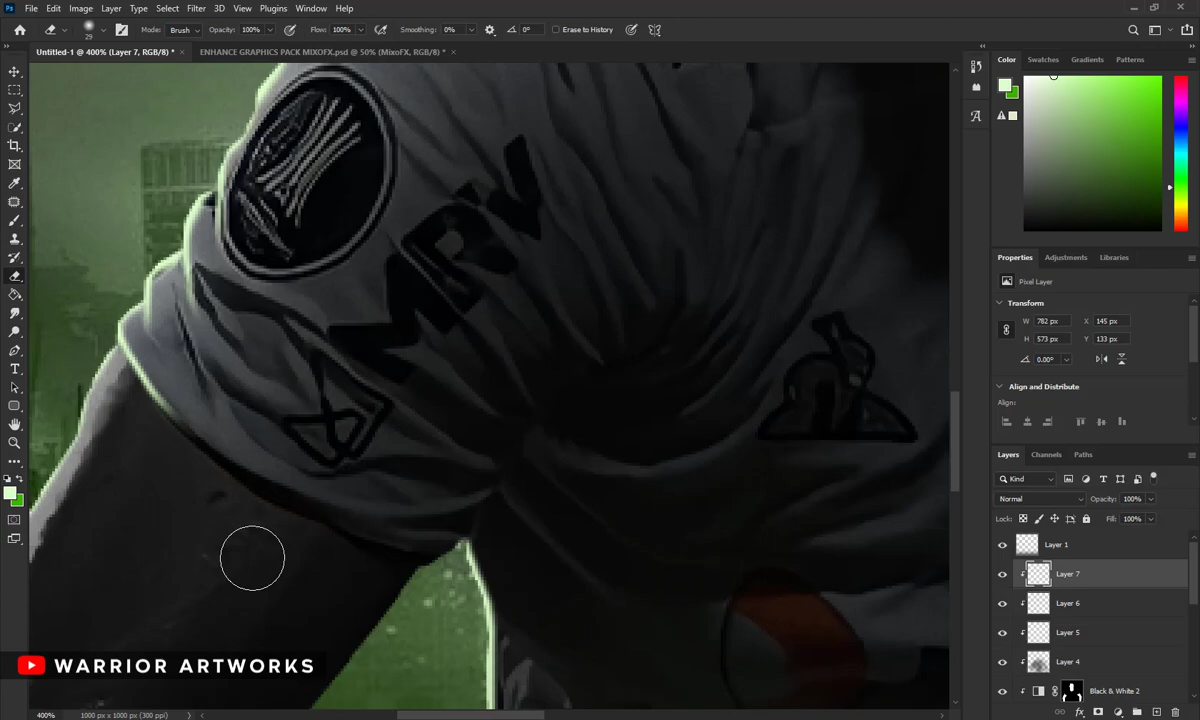 Ps File Edit Image Layer Type Select Filter 3D View Plugins Window Help
29 Mode: Brush Opacity: 100% Flow: 100% Smoothing: 0% 0° Erase to History
Untitled-1 @ 400% (Layer 7, RGB/8) * × ENHANCE GRAPHICS PACK MIXOFX.psd @ 50% (MixoFX, RGB/8) * ×
Color Swatches Gradients Patterns
Properties Adjustments Libraries
Pixel Layer
Transform
W 782 px X 145 px
H 573 px Y 133 px
0.00°
Align and Distribute
Align:
Layers Channels Paths
Kind
Normal Opacity: 100%
Lock: Fill: 100%
Layer 1
Layer 7
Layer 6
Layer 5
Layer 4
Black & White 2
WARRIOR ARTWORKS
400% 1000 px x 1000 px (300 ppi)